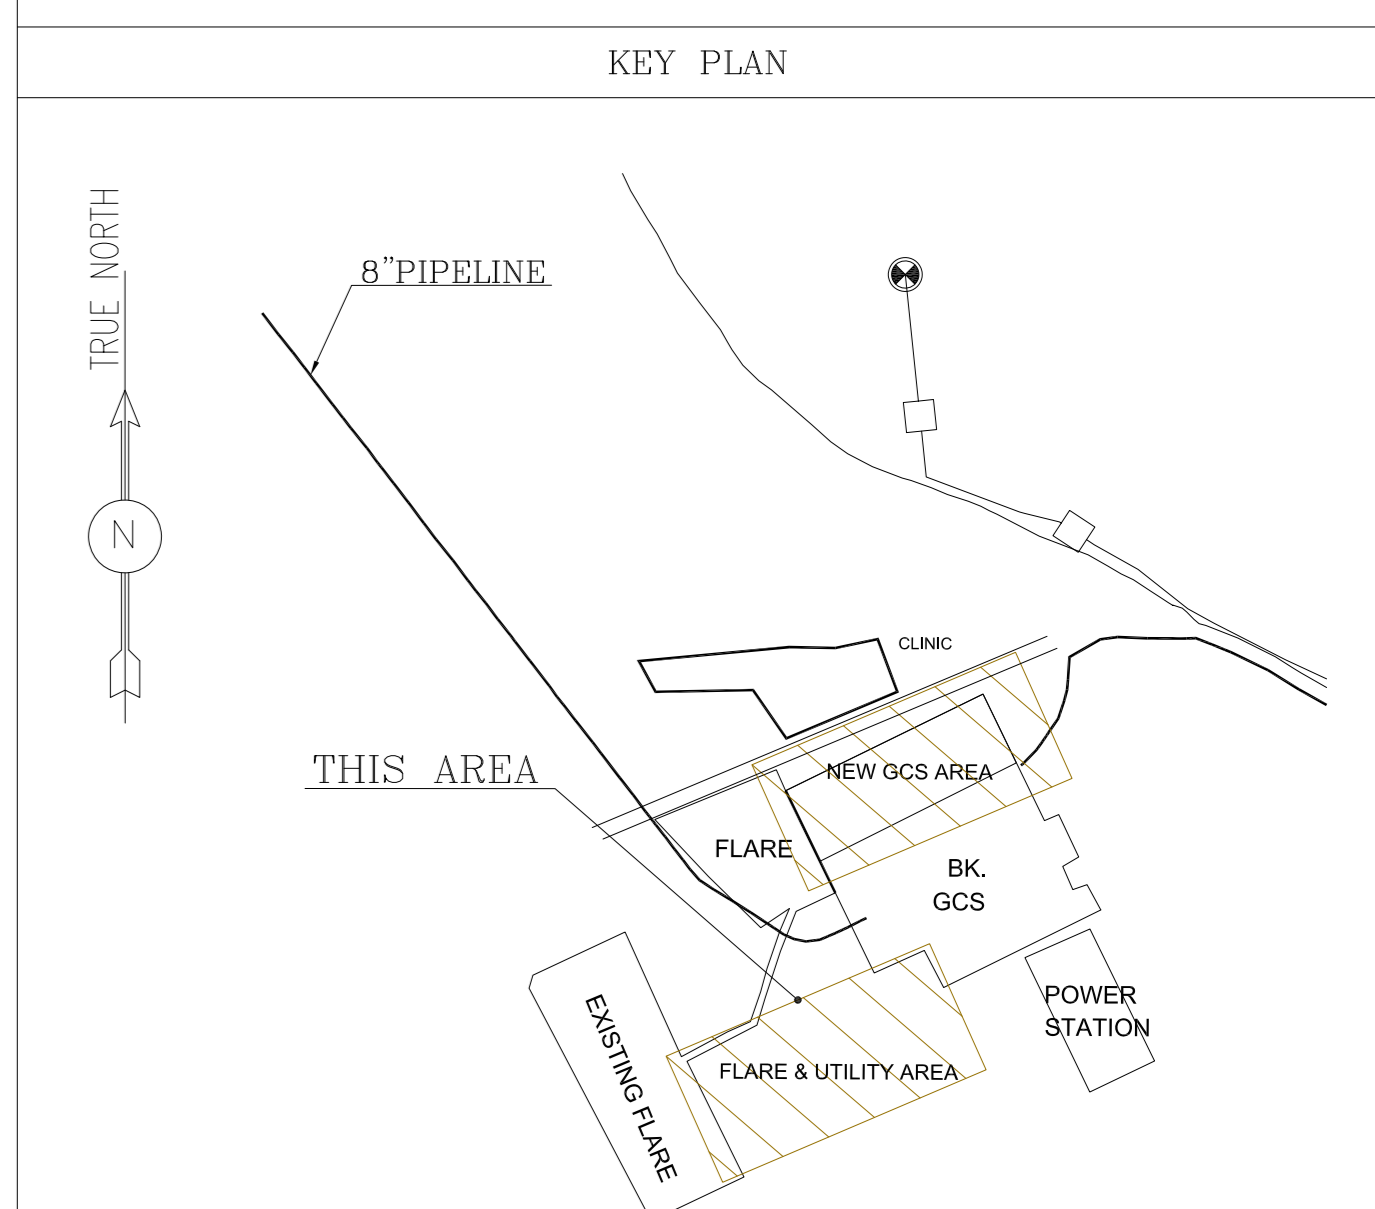 KEY PLAN
TRUE NORTH
8"PIPELINE
N
CLINIC
THIS AREA
NEW GCS AREA
FLARE
BK.
GCS
POWER
STATION
EXISTING FLARE
FLARE & UTILITY AREA